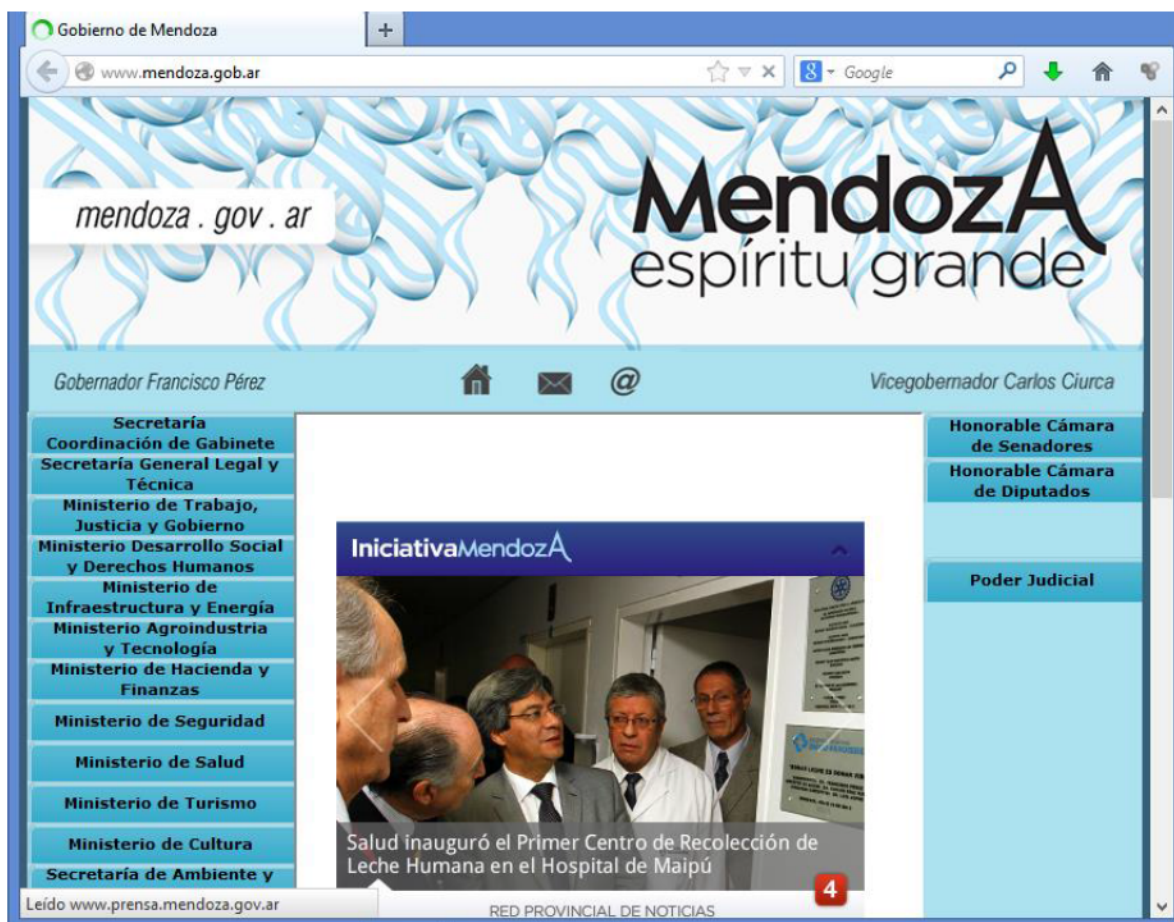 Gobierno de Mendoza
www.mendoza.gob.ar
Google
mendoza . gov . ar
MendozA
espíritu grande
Gobernador Francisco Pérez
@
Vicegobernador Carlos Ciurca
Secretaría
Coordinación de Gabinete
Secretaría General Legal y
Técnica
Ministerio de Trabajo,
Justicia y Gobierno
Ministerio Desarrollo Social
y Derechos Humanos
Ministerio de
Infraestructura y Energía
Ministerio Agroindustria
y Tecnología
Ministerio de Hacienda y
Finanzas
Ministerio de Seguridad
Ministerio de Salud
Ministerio de Turismo
Ministerio de Cultura
Secretaría de Ambiente y
IniciativaMendozA
Salud inauguró el Primer Centro de Recolección de
Leche Humana en el Hospital de Maipú
4
RED PROVINCIAL DE NOTICIAS
Honorable Cámara
de Senadores
Honorable Cámara
de Diputados
Poder Judicial
Leído www.prensa.mendoza.gov.ar